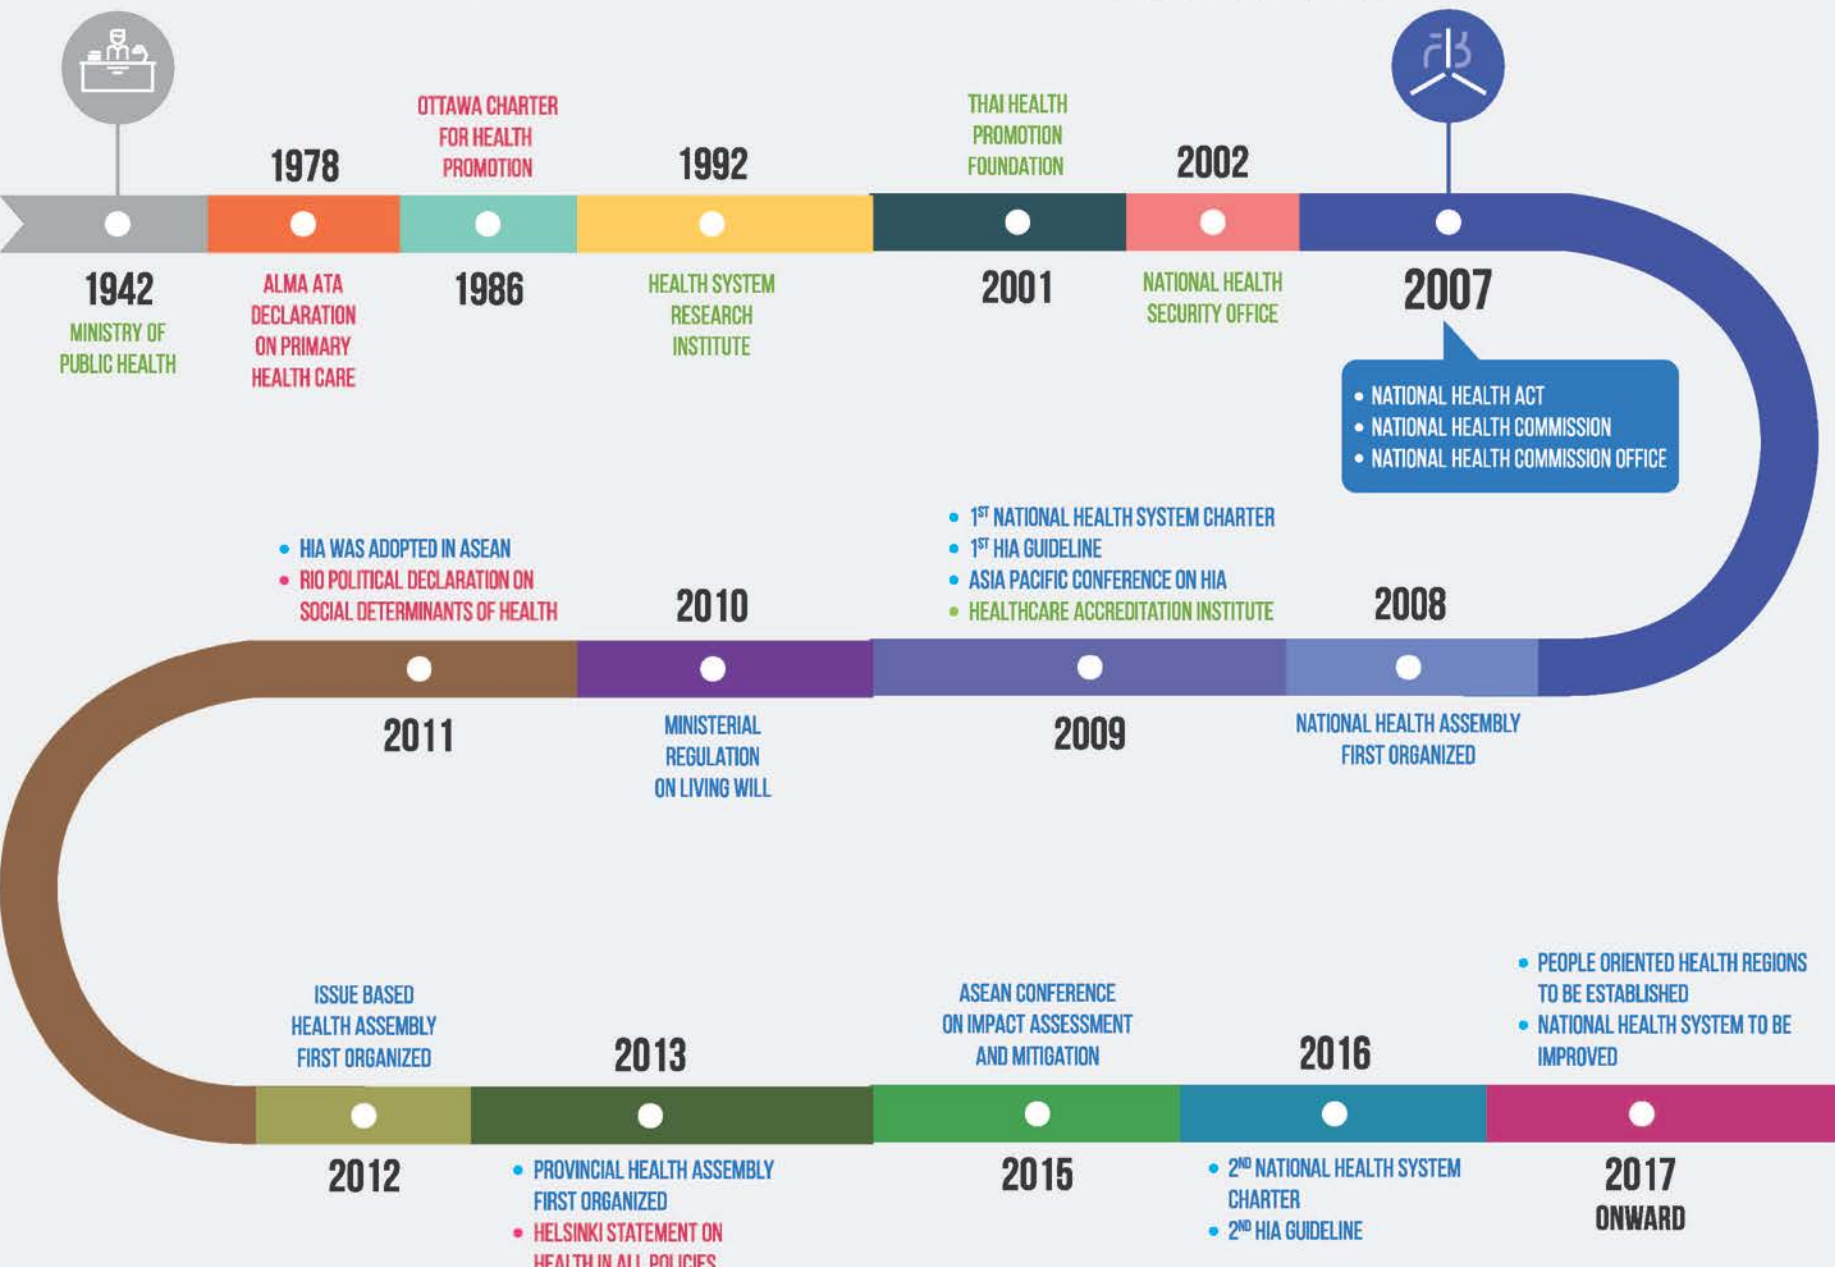 OTTAWA CHARTER
FOR HEALTH
PROMOTION
THAI HEALTH
PROMOTION
FOUNDATION
1978
1992
2002
1942
MINISTRY OF
PUBLIC HEALTH
ALMA ATA
DECLARATION
ON PRIMARY
HEALTH CARE
1986
HEALTH SYSTEM
RESEARCH
INSTITUTE
2001
NATIONAL HEALTH
SECURITY OFFICE
2007
• NATIONAL HEALTH ACT
• NATIONAL HEALTH COMMISSION
• NATIONAL HEALTH COMMISSION OFFICE
• HIA WAS ADOPTED IN ASEAN
• RIO POLITICAL DECLARATION ON
SOCIAL DETERMINANTS OF HEALTH
2010
• 1ST NATIONAL HEALTH SYSTEM CHARTER
• 1ST HIA GUIDELINE
• ASIA PACIFIC CONFERENCE ON HIA
• HEALTHCARE ACCREDITATION INSTITUTE
2008
2011
MINISTERIAL
REGULATION
ON LIVING WILL
2009
NATIONAL HEALTH ASSEMBLY
FIRST ORGANIZED
ISSUE BASED
HEALTH ASSEMBLY
FIRST ORGANIZED
2013
ASEAN CONFERENCE
ON IMPACT ASSESSMENT
AND MITIGATION
2016
• PEOPLE ORIENTED HEALTH REGIONS
TO BE ESTABLISHED
• NATIONAL HEALTH SYSTEM TO BE
IMPROVED
2012
• PROVINCIAL HEALTH ASSEMBLY
FIRST ORGANIZED
• HELSINKI STATEMENT ON
HEALTH IN ALL POLICIES
2015
• 2ND NATIONAL HEALTH SYSTEM
CHARTER
• 2ND HIA GUIDELINE
2017
ONWARD